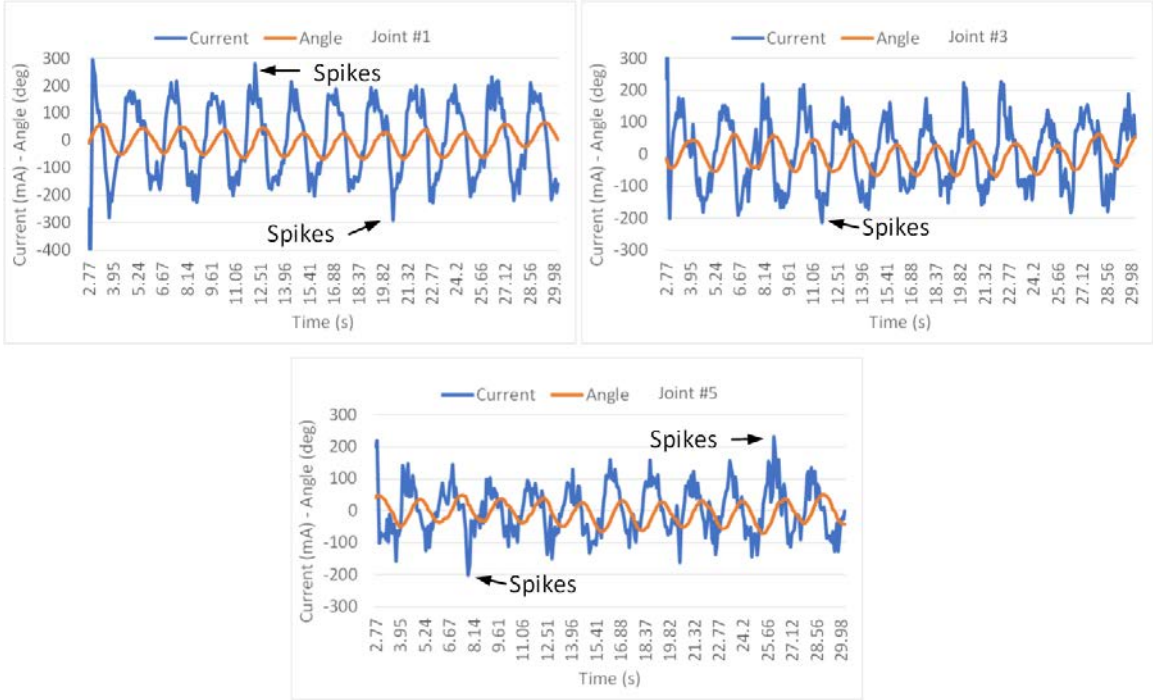 Current Angle Joint #1
300
200
100
0
-100
-200
-300
-400
Current (mA) - Angle (deg)
Spikes
Spikes
2.77 3.95 5.24 6.67 8.14 9.61 11.06 12.51 13.96 15.41 16.88 18.37 19.82 21.32 22.77 24.2 25.66 27.12 28.56 29.98
Time (s)
Current Angle Joint #3
300
200
100
0
-100
-200
-300
Current (mA) - Angle (deg)
Spikes
2.77 3.95 5.24 6.67 8.14 9.61 11.06 12.51 13.96 15.41 16.88 18.37 19.82 21.32 22.77 24.2 25.66 27.12 28.56 29.98
Time (s)
Current Angle Joint #5
300
200
100
0
-100
-200
-300
Current (mA) - Angle (deg)
Spikes
Spikes
2.77 3.95 5.24 6.67 8.14 9.61 11.06 12.51 13.96 15.41 16.88 18.37 19.82 21.32 22.77 24.2 25.66 27.12 28.56 29.98
Time (s)